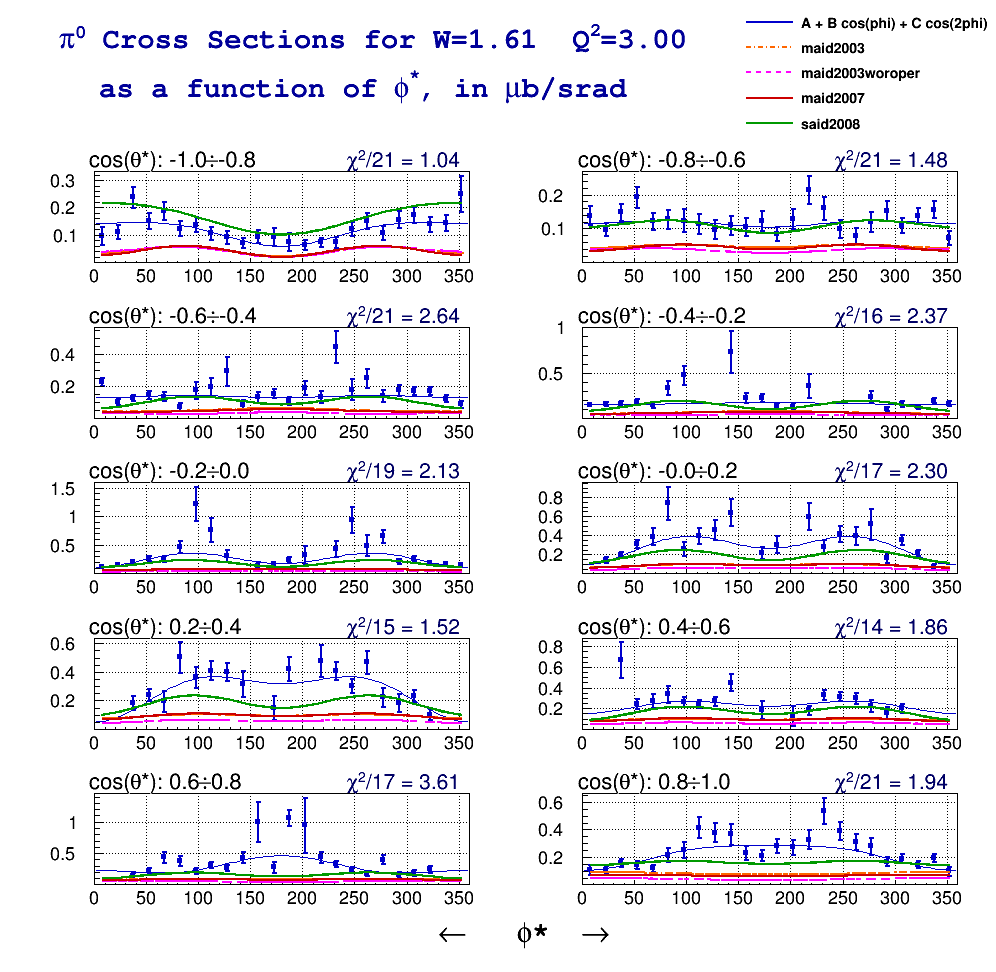 π⁰ Cross Sections for W=1.61 Q²=3.00
as a function of ϕ*, in μb/srad
A + B cos(phi) + C cos(2phi)
maid2003
maid2003woroper
maid2007
said2008
cos(θ*): -1.0÷-0.8 χ²/21 = 1.04
0.3
0.2
0.1
0 50 100 150 200 250 300 350
cos(θ*): -0.8÷-0.6 χ²/21 = 1.48
0.2
0.1
0 50 100 150 200 250 300 350
cos(θ*): -0.6÷-0.4 χ²/21 = 2.64
0.4
0.2
0 50 100 150 200 250 300 350
cos(θ*): -0.4÷-0.2 χ²/16 = 2.37
1
0.5
0 50 100 150 200 250 300 350
cos(θ*): -0.2÷0.0 χ²/19 = 2.13
1.5
1
0.5
0 50 100 150 200 250 300 350
cos(θ*): -0.0÷0.2 χ²/17 = 2.30
0.8
0.6
0.4
0.2
0 50 100 150 200 250 300 350
cos(θ*): 0.2÷0.4 χ²/15 = 1.52
0.6
0.4
0.2
0 50 100 150 200 250 300 350
cos(θ*): 0.4÷0.6 χ²/14 = 1.86
0.8
0.6
0.4
0.2
0 50 100 150 200 250 300 350
cos(θ*): 0.6÷0.8 χ²/17 = 3.61
1
0.5
0 50 100 150 200 250 300 350
cos(θ*): 0.8÷1.0 χ²/21 = 1.94
0.6
0.4
0.2
0 50 100 150 200 250 300 350
← ϕ* →